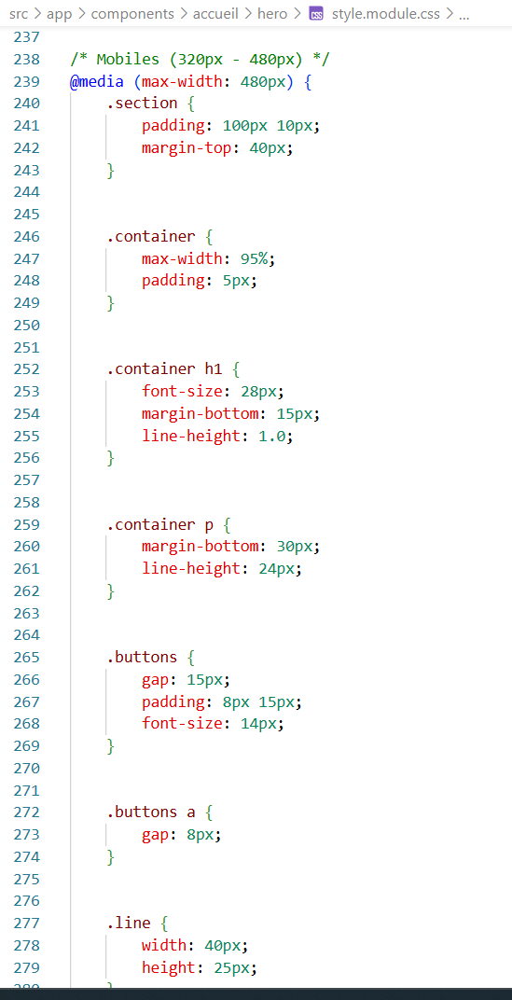 src > app > components > accueil > hero > CSS style.module.css > ...
237
238 /* Mobiles (320px - 480px) */
239 @media (max-width: 480px) {
240 .section {
241 padding: 100px 10px;
242 margin-top: 40px;
243 }
244
245
246 .container {
247 max-width: 95%;
248 padding: 5px;
249 }
250
251
252 .container h1 {
253 font-size: 28px;
254 margin-bottom: 15px;
255 line-height: 1.0;
256 }
257
258
259 .container p {
260 margin-bottom: 30px;
261 line-height: 24px;
262 }
263
264
265 .buttons {
266 gap: 15px;
267 padding: 8px 15px;
268 font-size: 14px;
269 }
270
271
272 .buttons a {
273 gap: 8px;
274 }
275
276
277 .line {
278 width: 40px;
279 height: 25px;